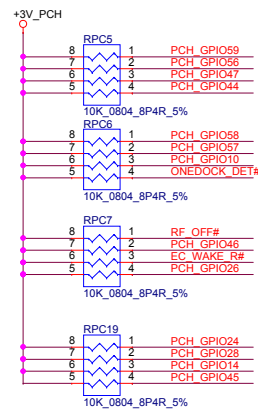 +3V_PCH
RPC5
8 1 PCH_GPIO59
7 2 PCH_GPIO56
6 3 PCH_GPIO47
5 4 PCH_GPIO44
10K_0804_8P4R_5%
RPC6
8 1 PCH_GPIO58
7 2 PCH_GPIO57
6 3 PCH_GPIO10
5 4 ONEDOCK_DET#
10K_0804_8P4R_5%
RPC7
8 1 RF_OFF#
7 2 PCH_GPIO46
6 3 EC_WAKE_R#
5 4 PCH_GPIO26
10K_0804_8P4R_5%
RPC19
8 1 PCH_GPIO24
7 2 PCH_GPIO28
6 3 PCH_GPIO14
5 4 PCH_GPIO45
10K_0804_8P4R_5%